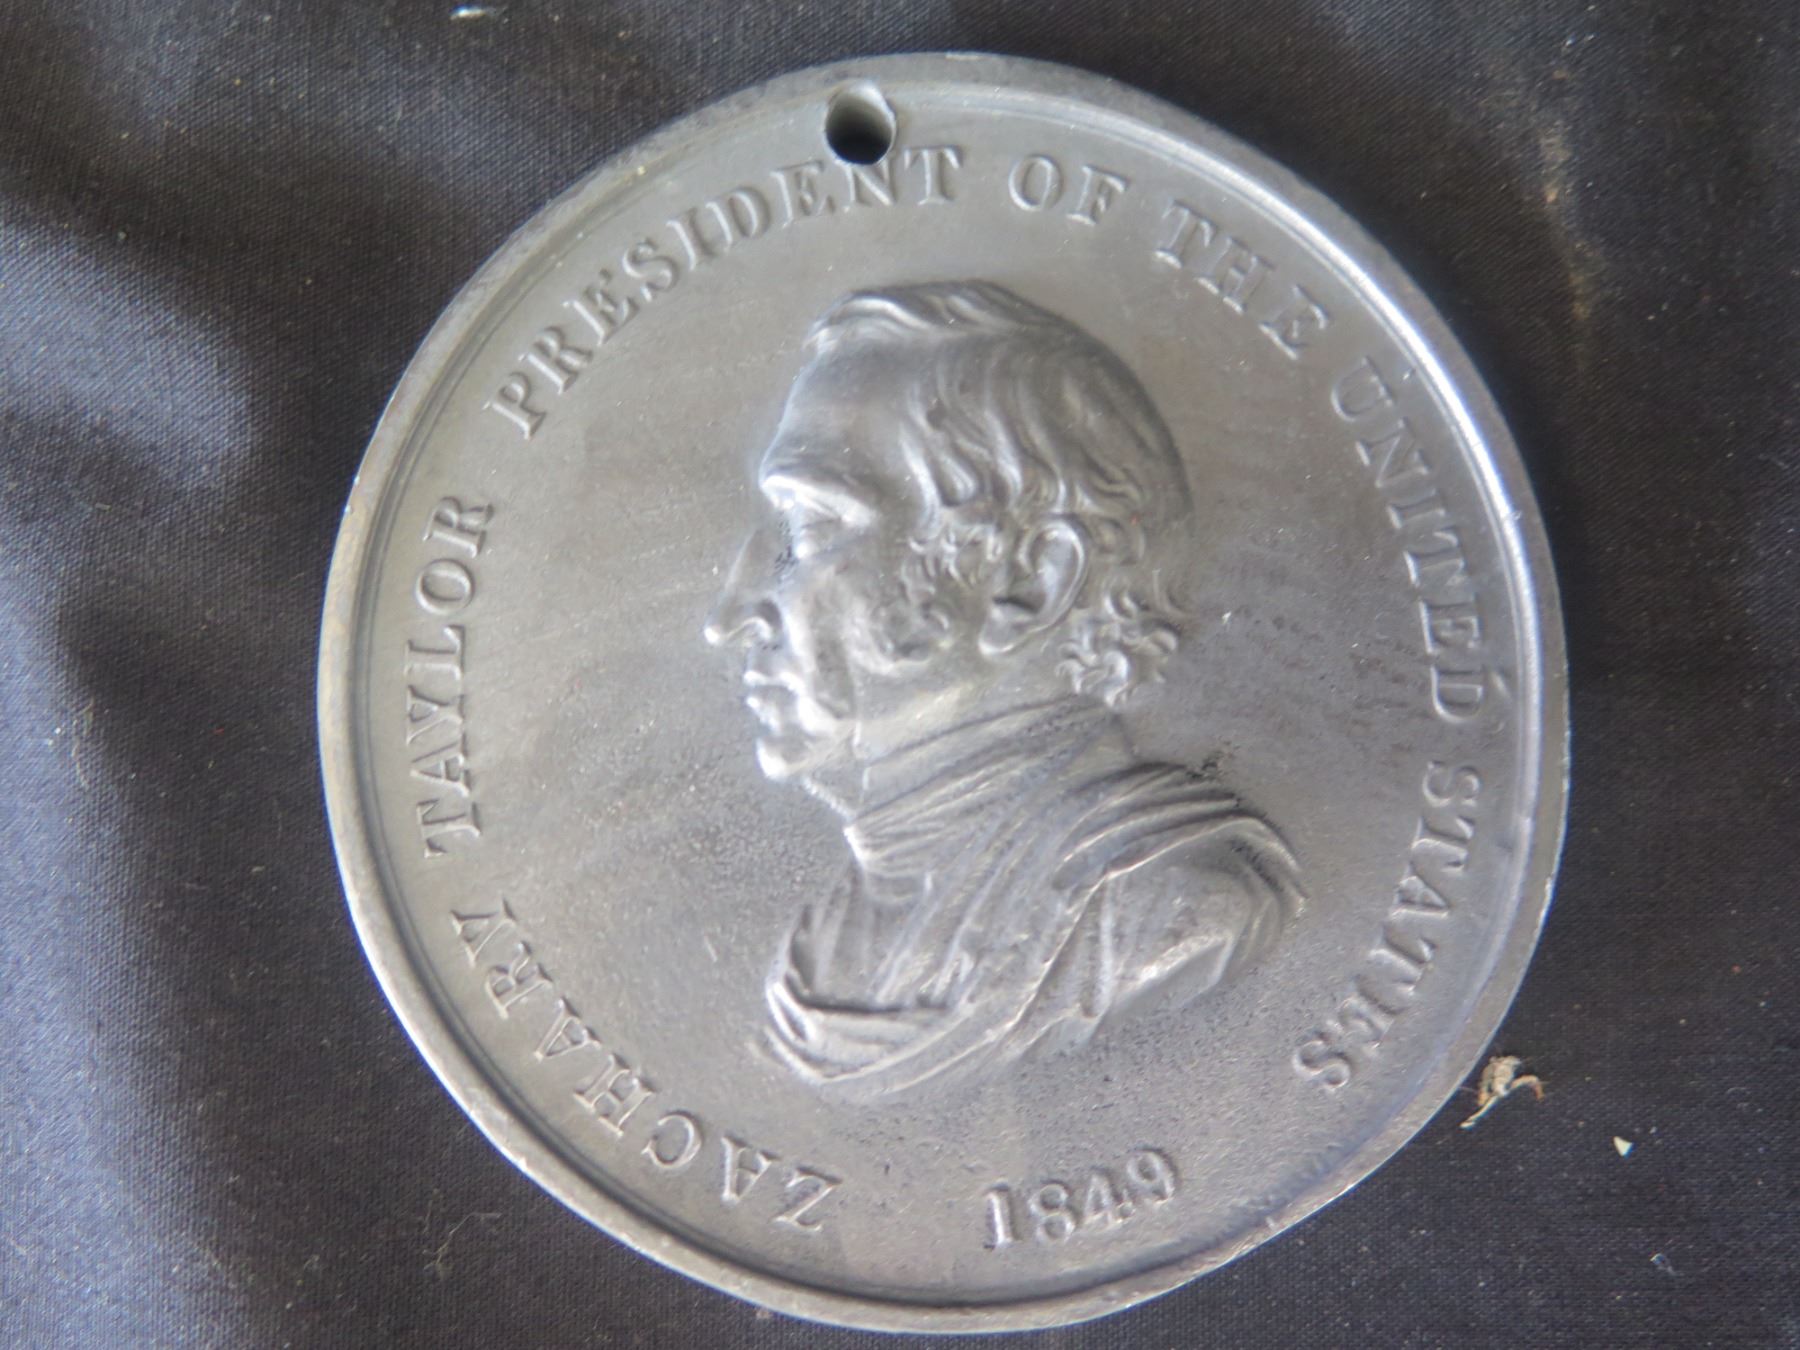 ZACHARY TAYLOR PRESIDENT OF THE UNITED STATES
1849